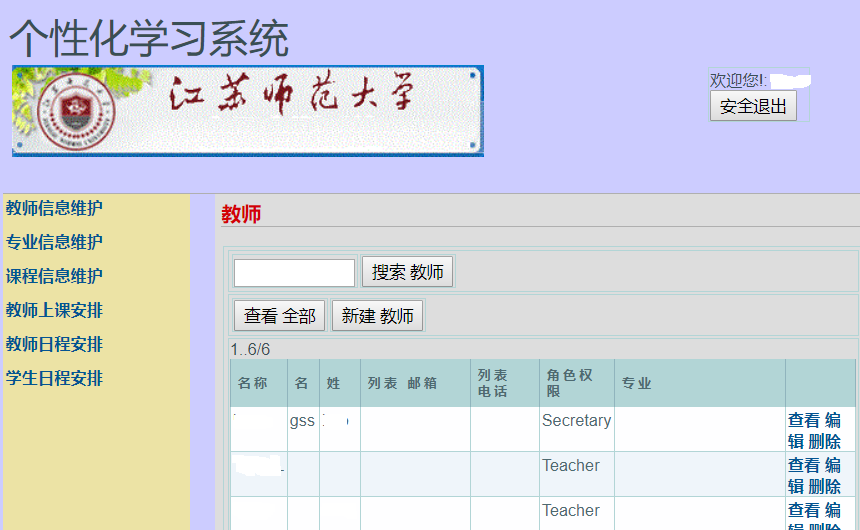 个性化学习系统
江苏师范大学
欢迎您!:
安全退出
教师信息维护
专业信息维护
课程信息维护
教师上课安排
教师日程安排
学生日程安排
教师
搜索 教师
查看 全部 新建 教师
1..6/6
名称 名 姓 列表 邮箱 列表 电话 角色权限 专业
gss Secretary 查看 编辑 删除
Teacher 查看 编辑 删除
Teacher 查看 编辑 删除